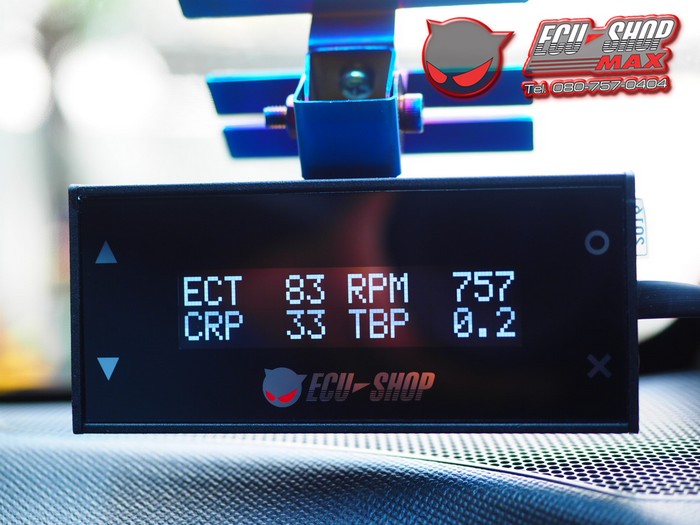 ECU-SHOP
MAX
Tel. 080-757-0404
ECT 83 RPM 757
CRP 33 TBP 0.2
ECU-SHOP